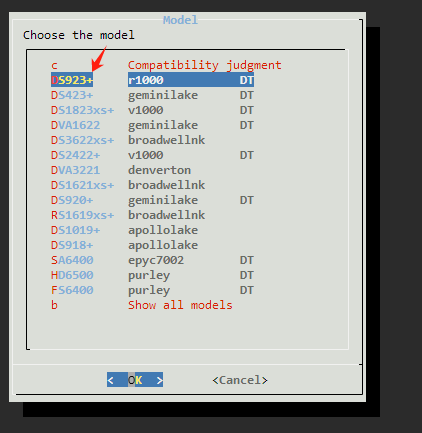 Model
Choose the model
c Compatibility judgment
DS923+ r1000 DT
DS423+ geminilake DT
DS1823xs+ v1000 DT
DVA1622 geminilake DT
DS3622xs+ broadwellnk
DS2422+ v1000 DT
DVA3221 denverton
DS1621xs+ broadwellnk
DS920+ geminilake DT
RS1619xs+ broadwellnk
DS1019+ apollolake
DS918+ apollolake
SA6400 epyc7002 DT
HD6500 purley DT
FS6400 purley DT
b Show all models
< OK > <Cancel>